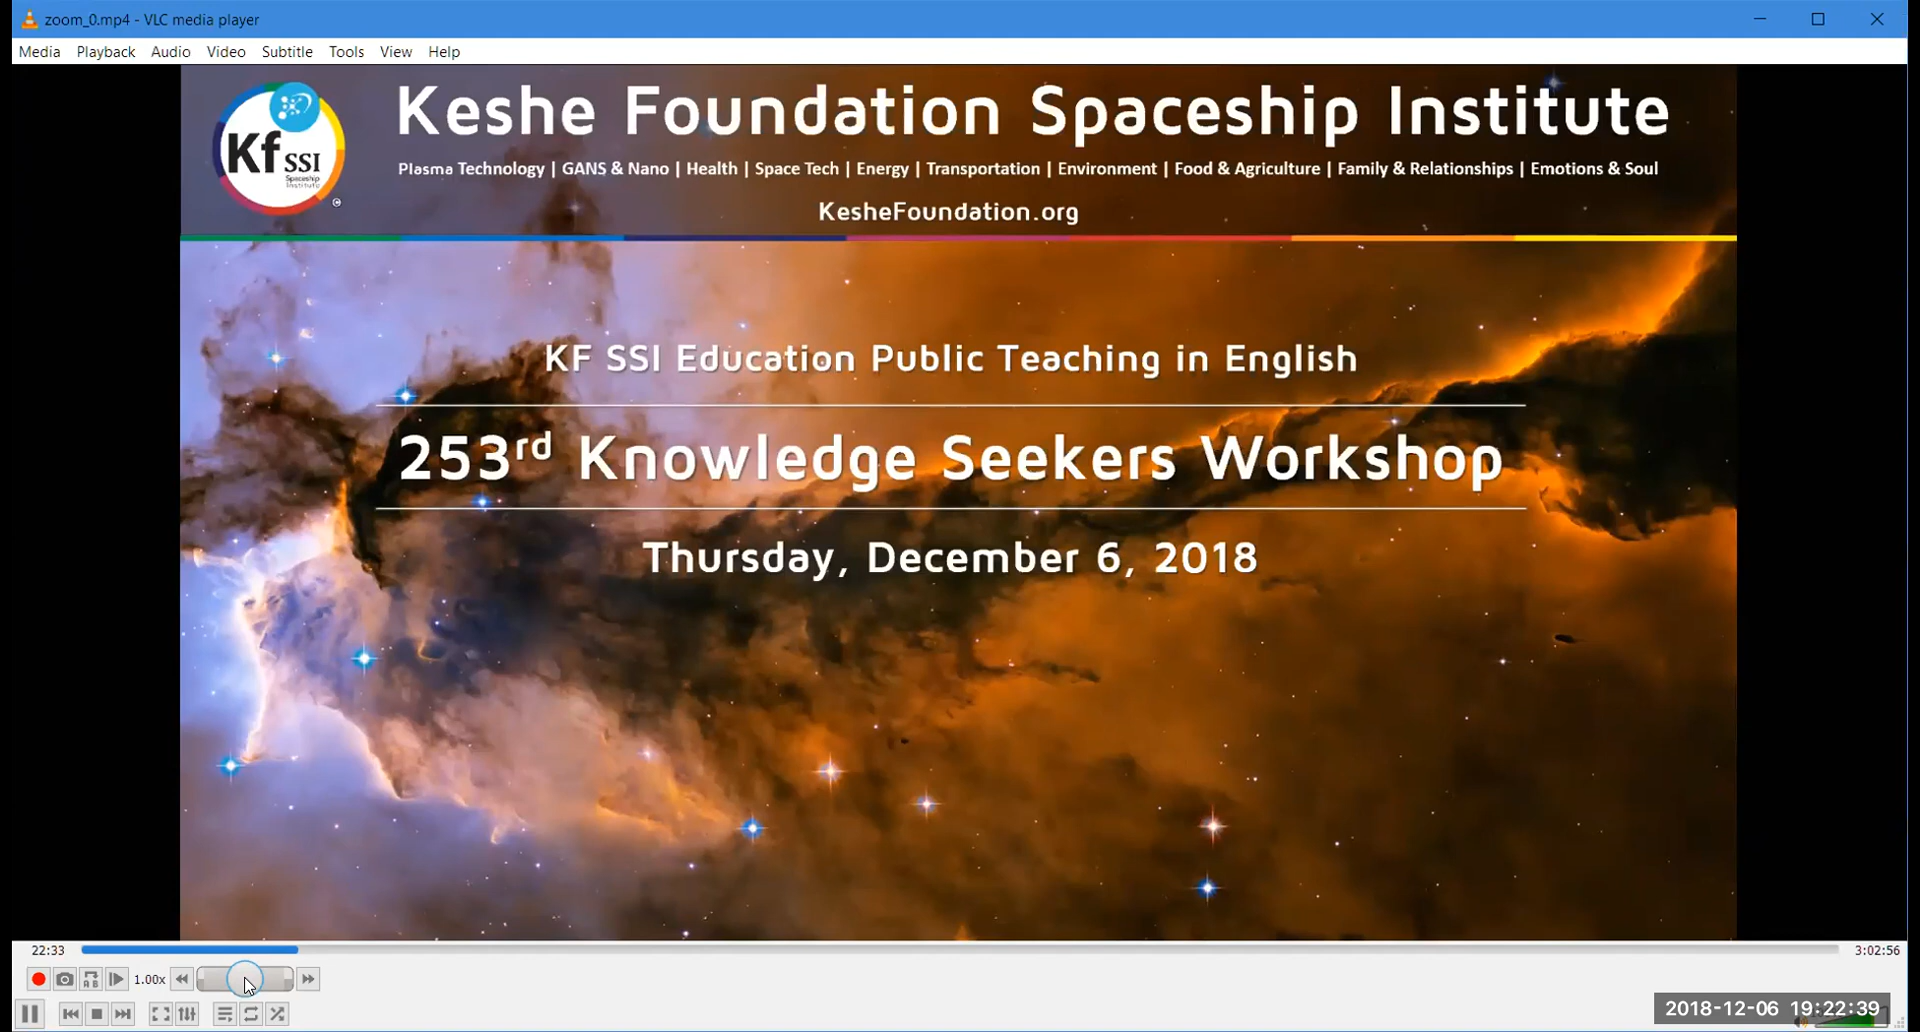 zoom_0.mp4 - VLC media player
Media Playback Audio Video Subtitle Tools View Help
Kf SSI
Spaceship
Institute
©
Keshe Foundation Spaceship Institute
Plasma Technology | GANS & Nano | Health | Space Tech | Energy | Transportation | Environment | Food & Agriculture | Family & Relationships | Emotions & Soul
KesheFoundation.org
KF SSI Education Public Teaching in English
253rd Knowledge Seekers Workshop
Thursday, December 6, 2018
22:33 3:02:56
1.00x
2018-12-06 19:22:39